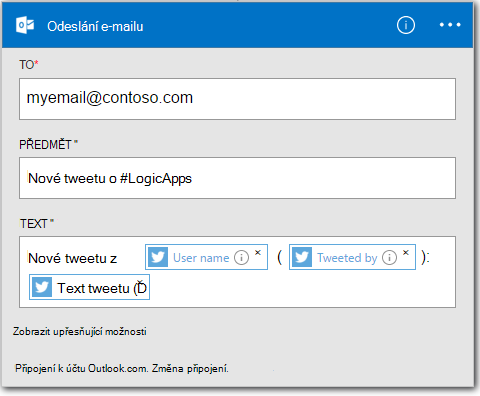 Odeslání e-mailu
TO*
myemail@contoso.com
PŘEDMĚT *
Nové tweetu o #LogicApps
TEXT *
Nové tweetu z User name × ( Tweeted by × ):
Text tweetu (Ď
Zobrazit upřesňující možnosti
Připojení k účtu Outlook.com. Změna připojení.